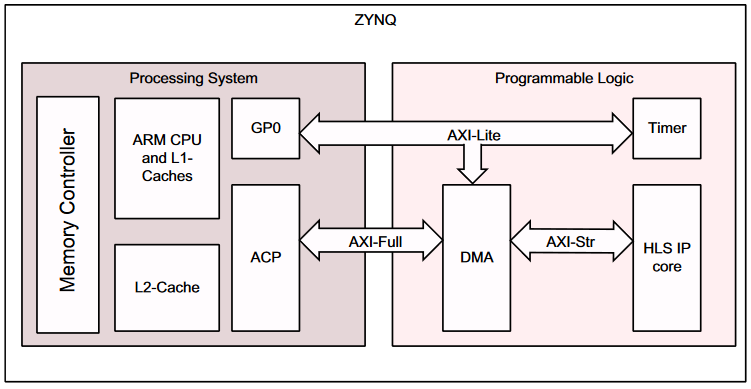 ZYNQ
Processing System
Programmable Logic
Memory Controller
ARM CPU
and L1-
Caches
GP0
AXI-Lite
Timer
L2-Cache
ACP
AXI-Full
DMA
AXI-Str
HLS IP
core